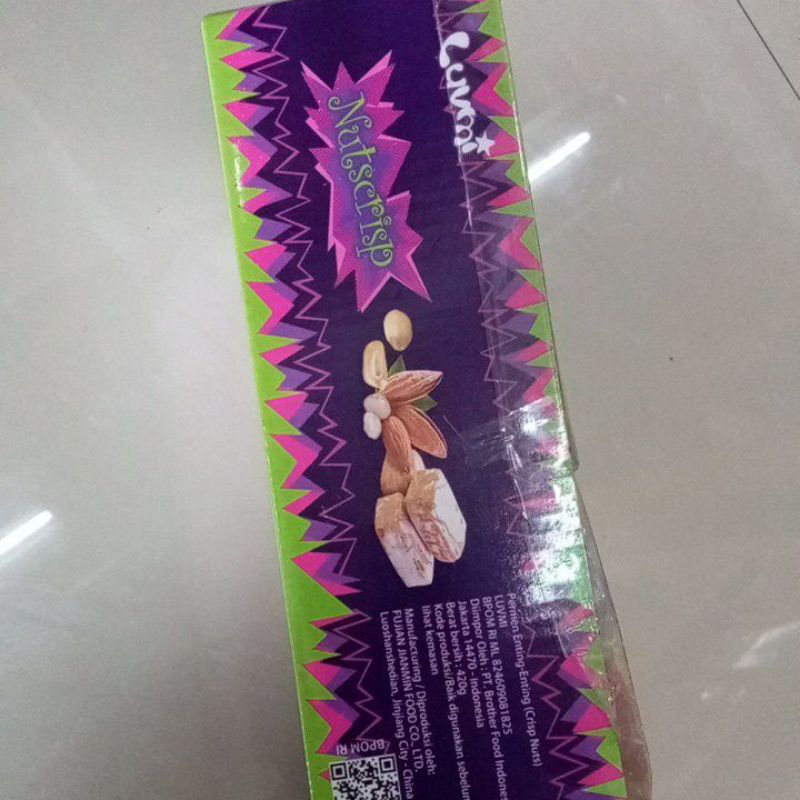 Luvmi
Nutscrisp
Permen Enting-Enting (Crisp Nuts)
LUVMI
BPOM RI ML 824609081825
Diimpor Oleh : PT. Brother Food Indones
Jakarta 14470 - Indonesia
Berat bersih : 420g
Kode produksi/Baik digunakan sebelum
lihat kemasan
Manufacturing / Diproduksi oleh:
FUJIAN JIANMIN FOOD CO., LTD.
Luoshanshedian, Jinjiang City - China
BPOM RI